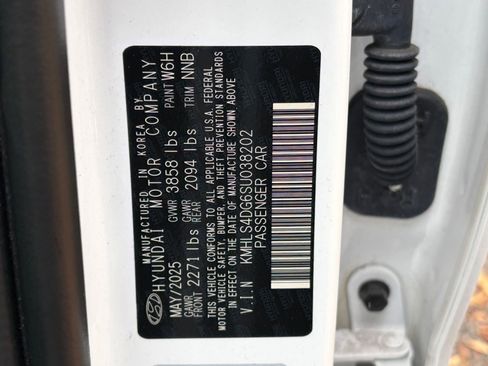 MANUFACTURED IN KOREA BY
HYUNDAI MOTOR COMPANY
MAY/2025 GVWR 3858 lbs PAINT W6H
GAWR FRONT 2271 lbs GAWR REAR 2094 lbs TRIM NNB
THIS VEHICLE CONFORMS TO ALL APPLICABLE U.S.A. FEDERAL
MOTOR VEHICLE SAFETY, BUMPER, AND THEFT PREVENTION STANDARDS
IN EFFECT ON THE DATE OF MANUFACTURE SHOWN ABOVE
V.I.N KMHLS4DG6SU038202
PASSENGER CAR